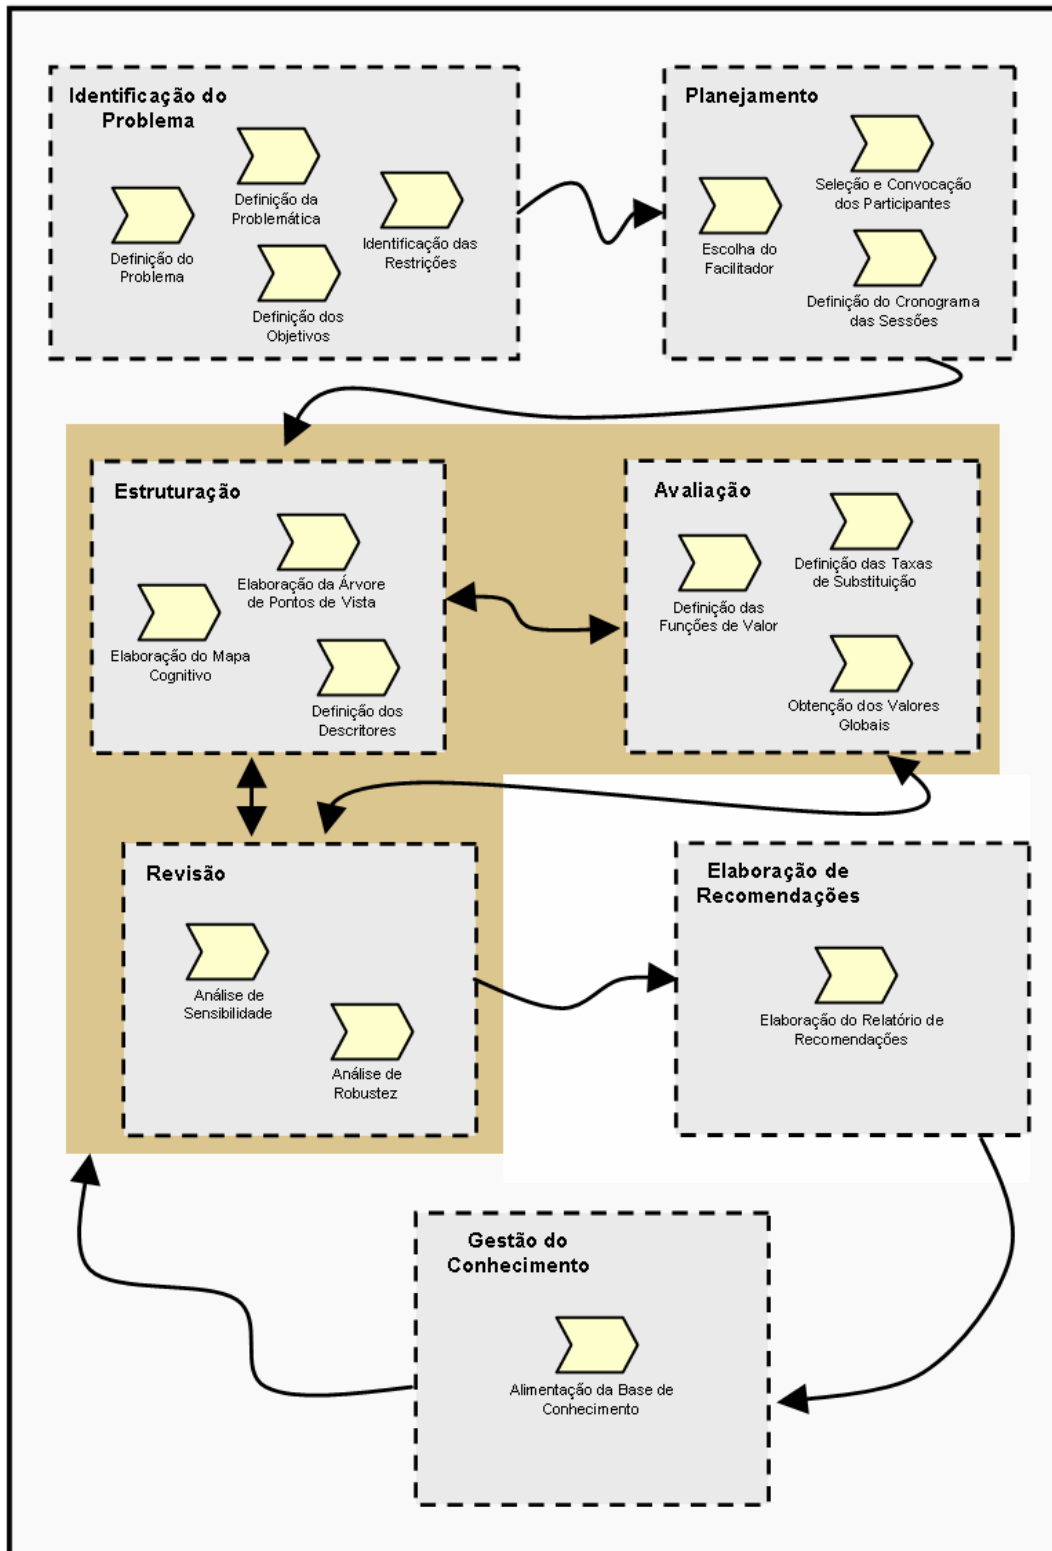 Identificação do
Problema
Definição da
Problemática
Definição do
Problema
Identificação das
Restrições
Definição dos
Objetivos
Planejamento
Seleção e Convocação
dos Participantes
Escolha do
Facilitador
Definição do Cronograma
das Sessões
Estruturação
Elaboração da Árvore
de Pontos de Vista
Elaboração do Mapa
Cognitivo
Definição dos
Descritores
Avaliação
Definição das Taxas
de Substituição
Definição das
Funções de Valor
Obtenção dos Valores
Globais
Revisão
Análise de
Sensibilidade
Análise de
Robustez
Elaboração de
Recomendações
Elaboração do Relatório de
Recomendações
Gestão do
Conhecimento
Alimentação da Base de
Conhecimento